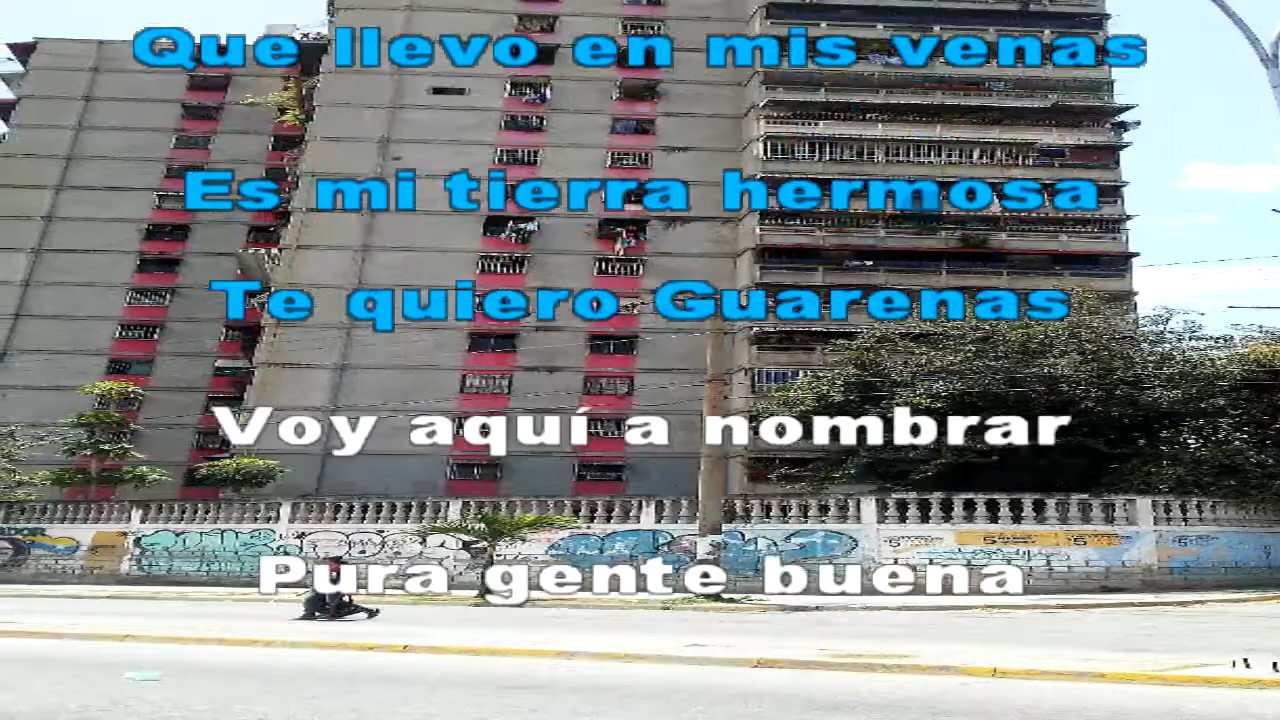 Que llevo en mis venas
Es mi tierra hermosa
Te quiero Guarenas
Voy aquí a nombrar
Pura gente buena